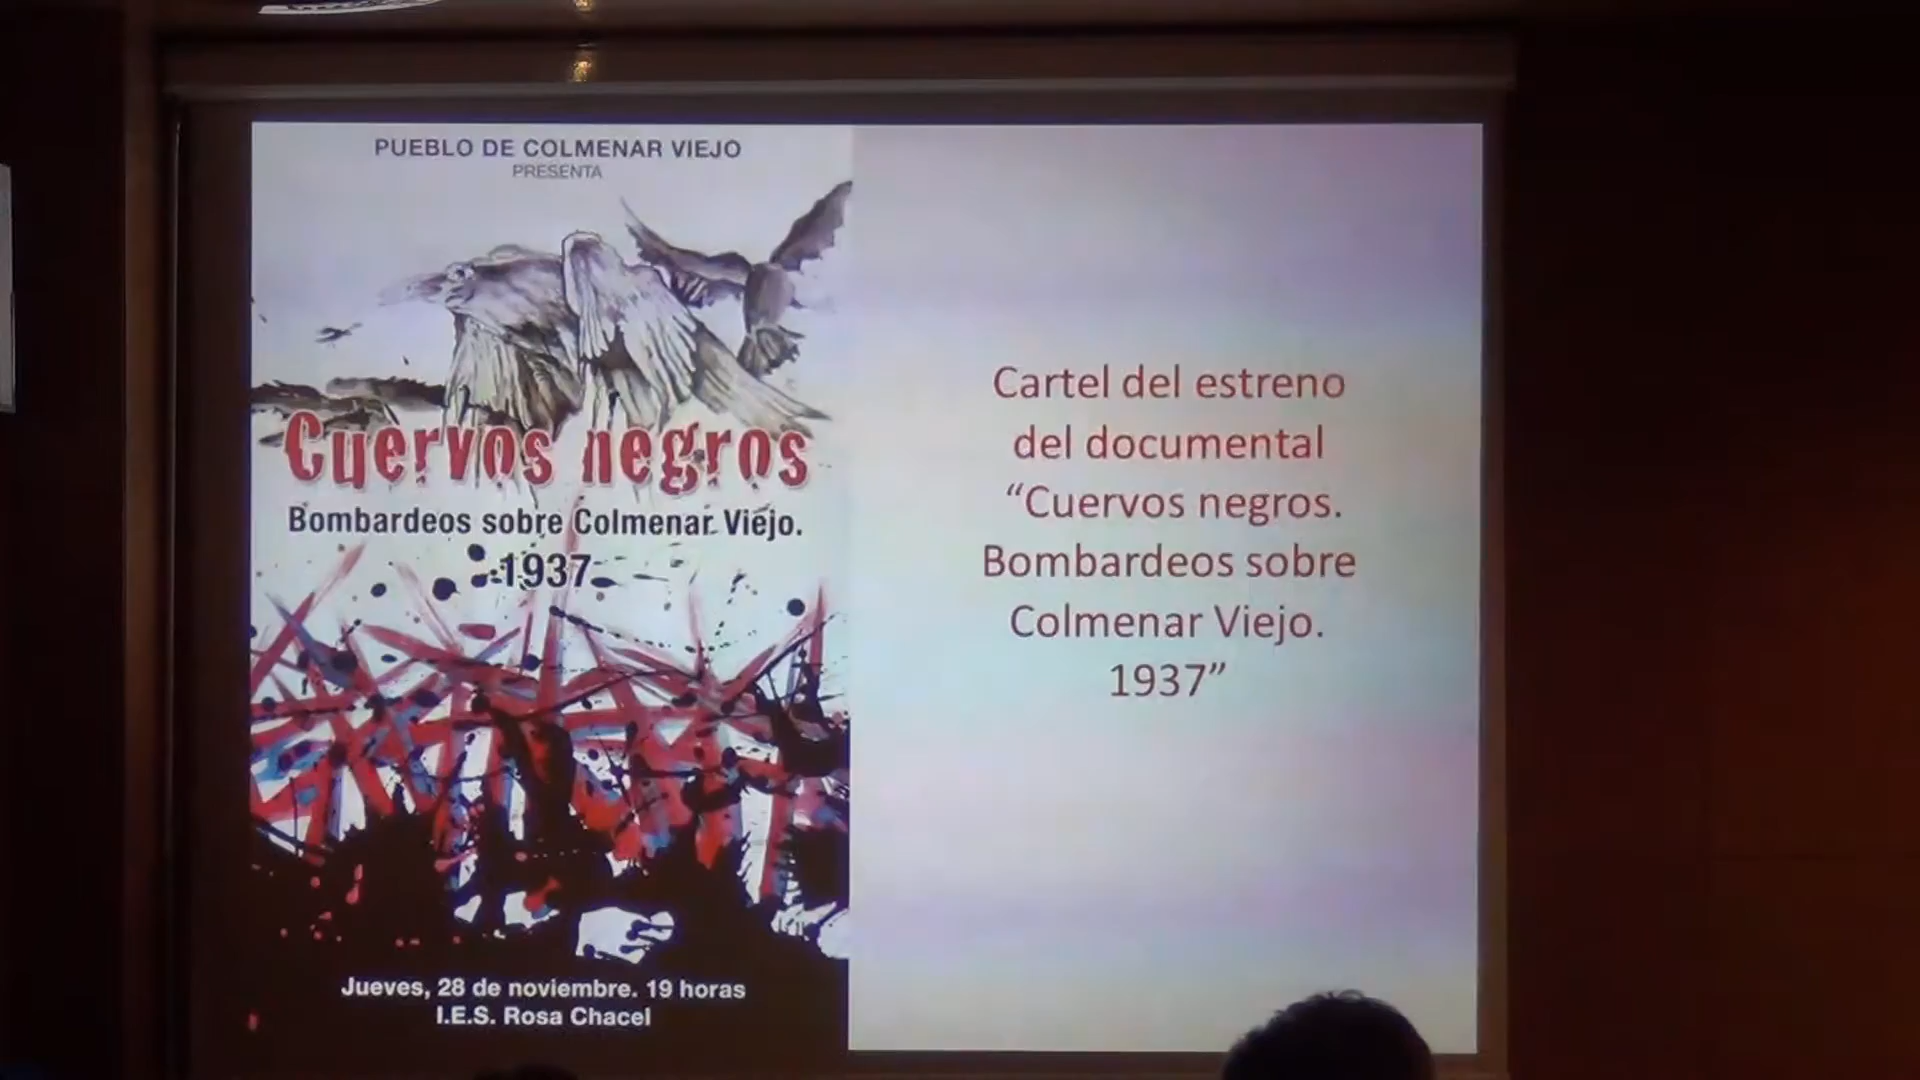 PUEBLO DE COLMENAR VIEJO
PRESENTA
Cuervos negros
Bombardeos sobre Colmenar Viejo.
1937
Jueves, 28 de noviembre. 19 horas
I.E.S. Rosa Chacel
Cartel del estreno
del documental
“Cuervos negros.
Bombardeos sobre
Colmenar Viejo.
1937”